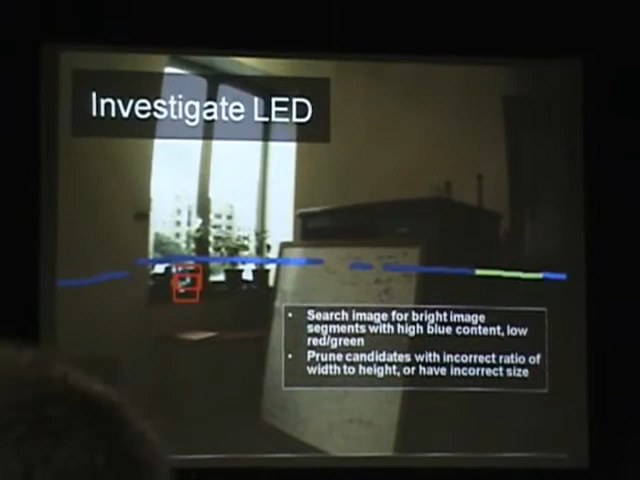 Investigate LED
• Search image for bright image
segments with high blue content, low
red/green
• Prune candidates with incorrect ratio of
width to height, or have incorrect size